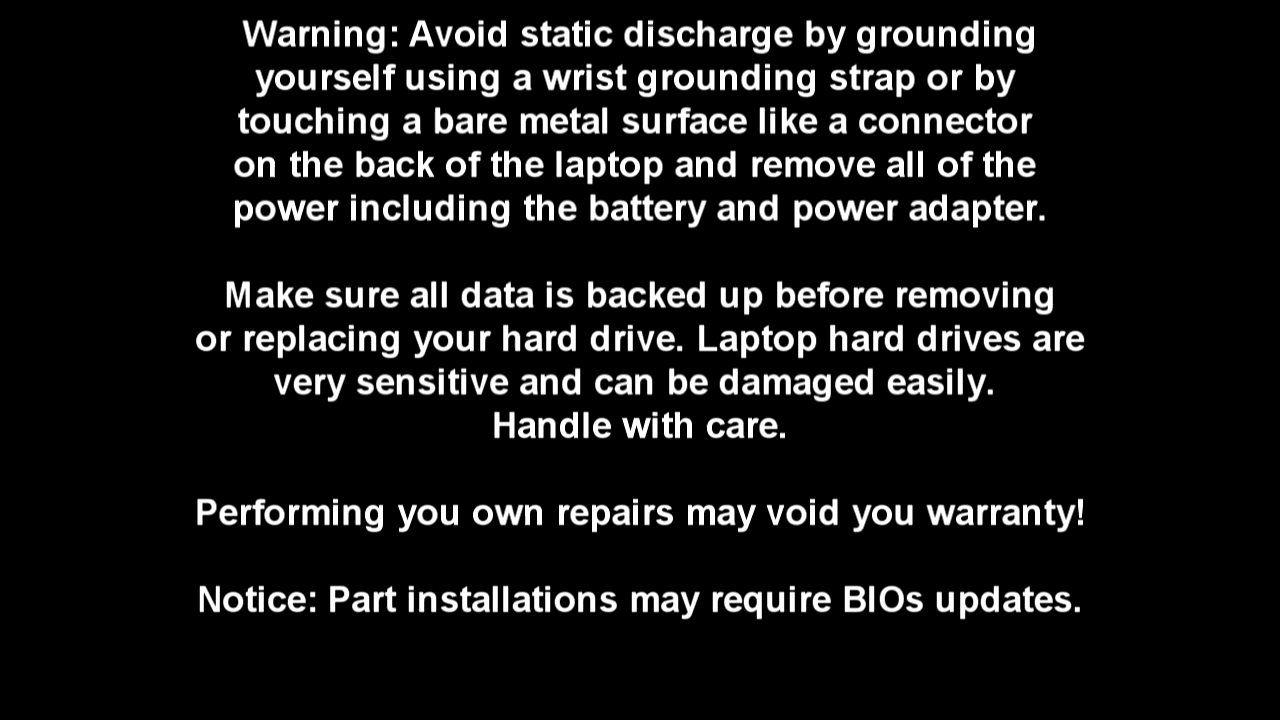 Warning: Avoid static discharge by grounding
yourself using a wrist grounding strap or by
touching a bare metal surface like a connector
on the back of the laptop and remove all of the
power including the battery and power adapter.
Make sure all data is backed up before removing
or replacing your hard drive. Laptop hard drives are
very sensitive and can be damaged easily.
Handle with care.
Performing you own repairs may void you warranty!
Notice: Part installations may require BIOs updates.